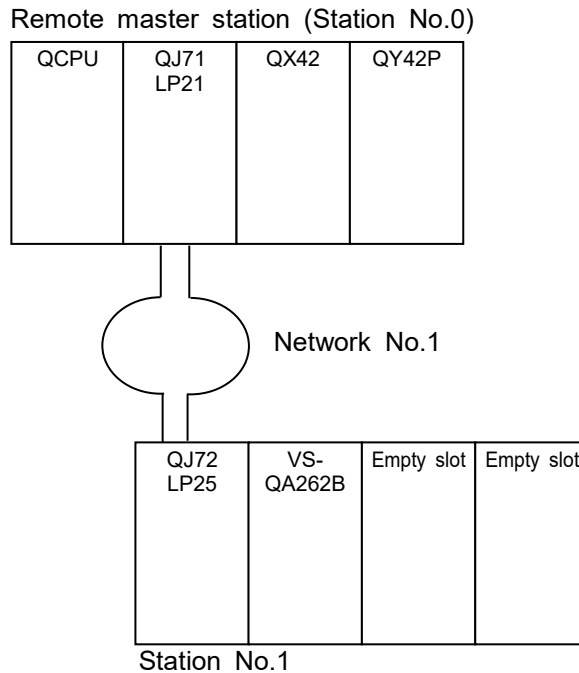 Remote master station (Station No.0)
QCPU
QJ71
LP21
QX42
QY42P
Network No.1
QJ72
LP25
VS-
QA262B
Empty slot
Empty slot
Station No.1